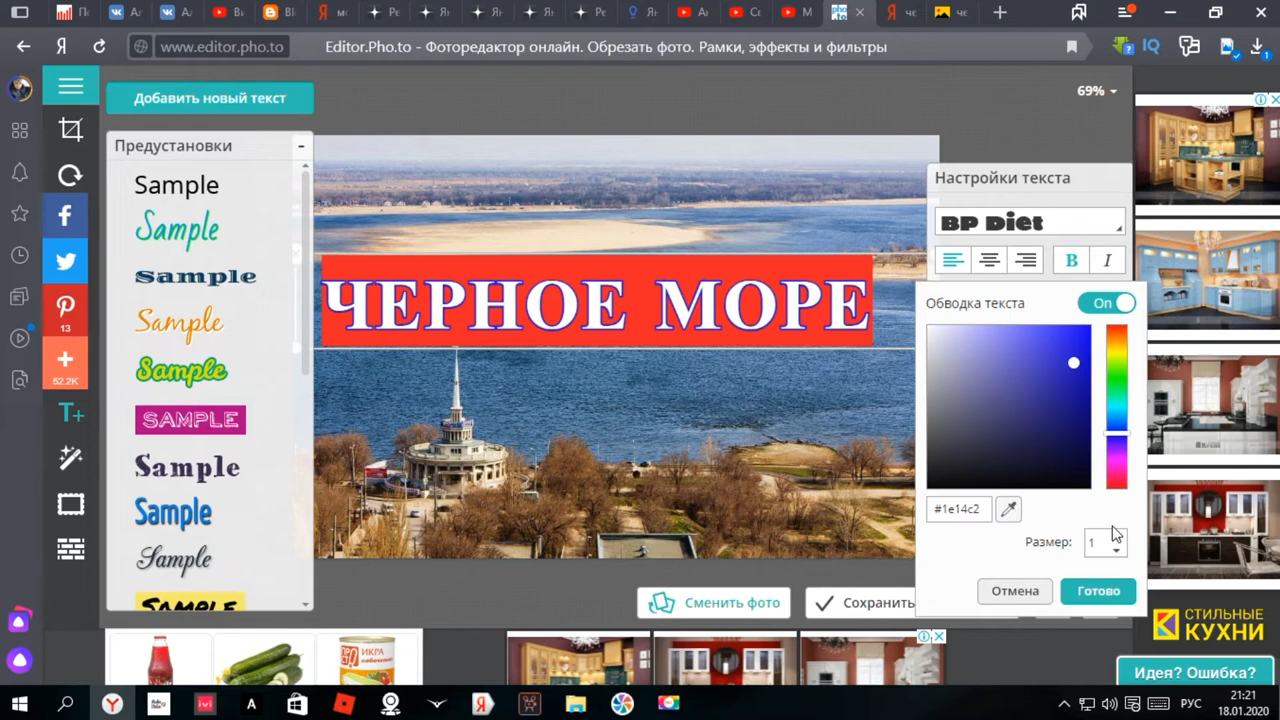 www.editor.pho.to
Editor.Pho.to - Фоторедактор онлайн. Обрезать фото. Рамки, эффекты и фильтры
IQ
Добавить новый текст
69%
Предустановки
Настройки текста
Sample
BP Diet
Sample
Sample
B I
ЧЕРНОЕ МОРЕ
Обводка текста
On
Sample
13
Sample
52.2K
SAMPLE
T+
Sample
Sample
#1e14c2
Размер:
1
Sample
Отмена
Готово
SAMPLE
Сменить фото
Сохранить
СТИЛЬНЫЕ
КУХНИ
ИКРА
Идея? Ошибка?
РУС
21:21
18.01.2020